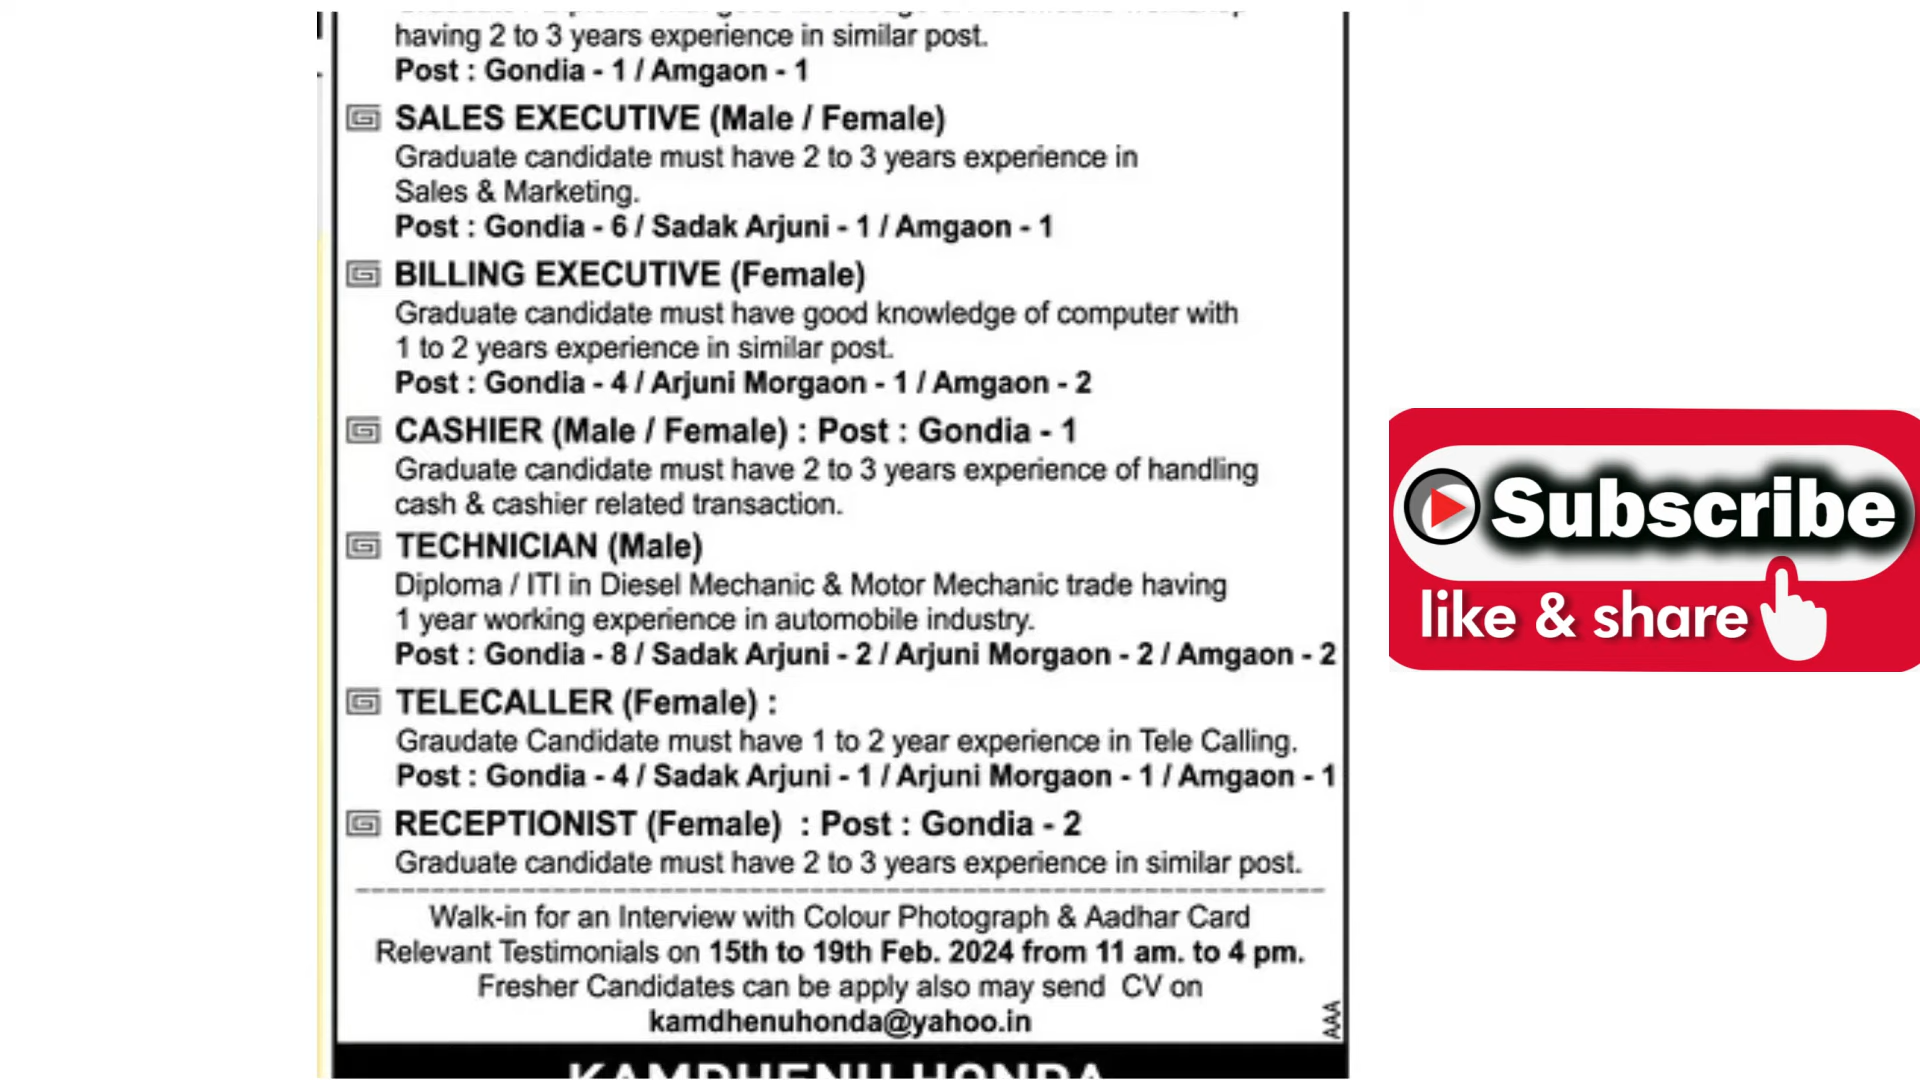 having 2 to 3 years experience in similar post.
Post : Gondia - 1 / Amgaon - 1
SALES EXECUTIVE (Male / Female)
Graduate candidate must have 2 to 3 years experience in
Sales & Marketing.
Post : Gondia - 6 / Sadak Arjuni - 1 / Amgaon - 1
BILLING EXECUTIVE (Female)
Graduate candidate must have good knowledge of computer with
1 to 2 years experience in similar post.
Post : Gondia - 4 / Arjuni Morgaon - 1 / Amgaon - 2
CASHIER (Male / Female) : Post : Gondia - 1
Graduate candidate must have 2 to 3 years experience of handling
cash & cashier related transaction.
TECHNICIAN (Male)
Diploma / ITI in Diesel Mechanic & Motor Mechanic trade having
1 year working experience in automobile industry.
Post : Gondia - 8 / Sadak Arjuni - 2 / Arjuni Morgaon - 2 / Amgaon - 2
TELECALLER (Female) :
Graudate Candidate must have 1 to 2 year experience in Tele Calling.
Post : Gondia - 4 / Sadak Arjuni - 1 / Arjuni Morgaon - 1 / Amgaon - 1
RECEPTIONIST (Female) : Post : Gondia - 2
Graduate candidate must have 2 to 3 years experience in similar post.
Walk-in for an Interview with Colour Photograph & Aadhar Card
Relevant Testimonials on 15th to 19th Feb. 2024 from 11 am. to 4 pm.
Fresher Candidates can be apply also may send CV on
kamdhenuhonda@yahoo.in
AAA
KAMDHENU HONDA
Subscribe
like & share